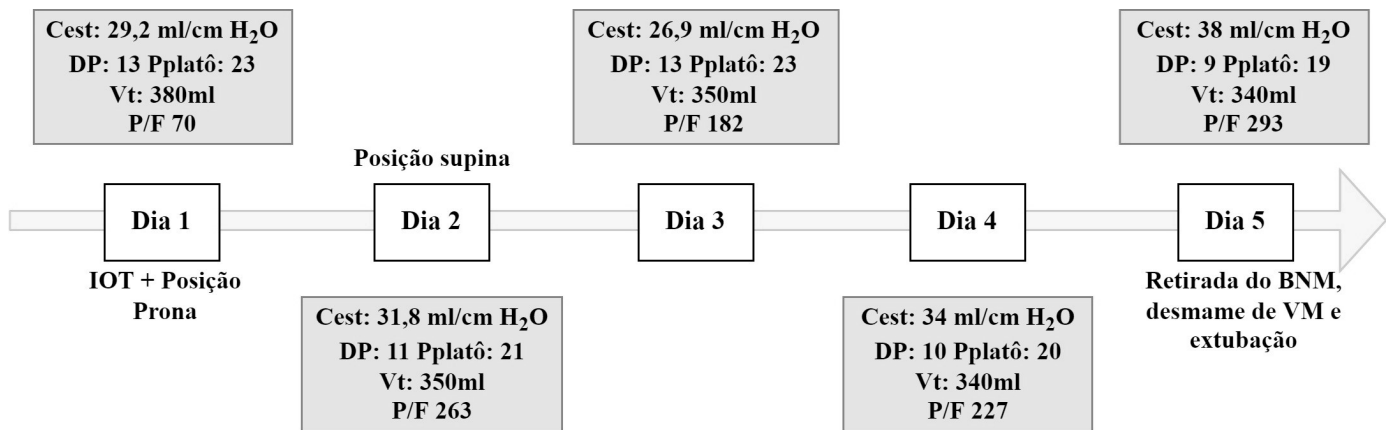 Cest: 29,2 ml/cm H₂O
DP: 13 Pplatô: 23
Vt: 380ml
P/F 70
Dia 1
IOT + Posição
Prona
Posição supina
Dia 2
Cest: 31,8 ml/cm H₂O
DP: 11 Pplatô: 21
Vt: 350ml
P/F 263
Cest: 26,9 ml/cm H₂O
DP: 13 Pplatô: 23
Vt: 350ml
P/F 182
Dia 3
Dia 4
Cest: 34 ml/cm H₂O
DP: 10 Pplatô: 20
Vt: 340ml
P/F 227
Cest: 38 ml/cm H₂O
DP: 9 Pplatô: 19
Vt: 340ml
P/F 293
Dia 5
Retirada do BNM,
desmame de VM e
extubação